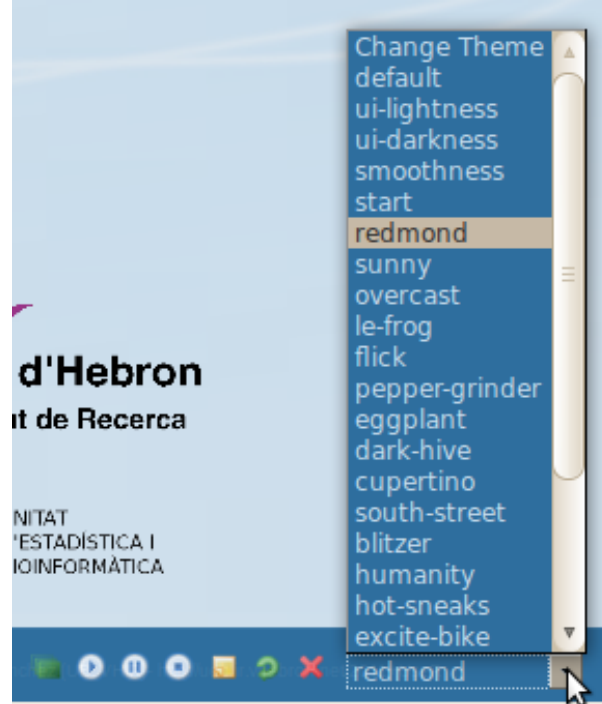 Change Theme
default
ui-lightness
ui-darkness
smoothness
start
redmond
sunny
overcast
le-frog
flick
pepper-grinder
eggplant
dark-hive
cupertino
south-street
blitzer
humanity
hot-sneaks
excite-bike
d'Hebron
ut de Recerca
NITAT
'ESTADÍSTICA I
IOINFORMÀTICA
redmond